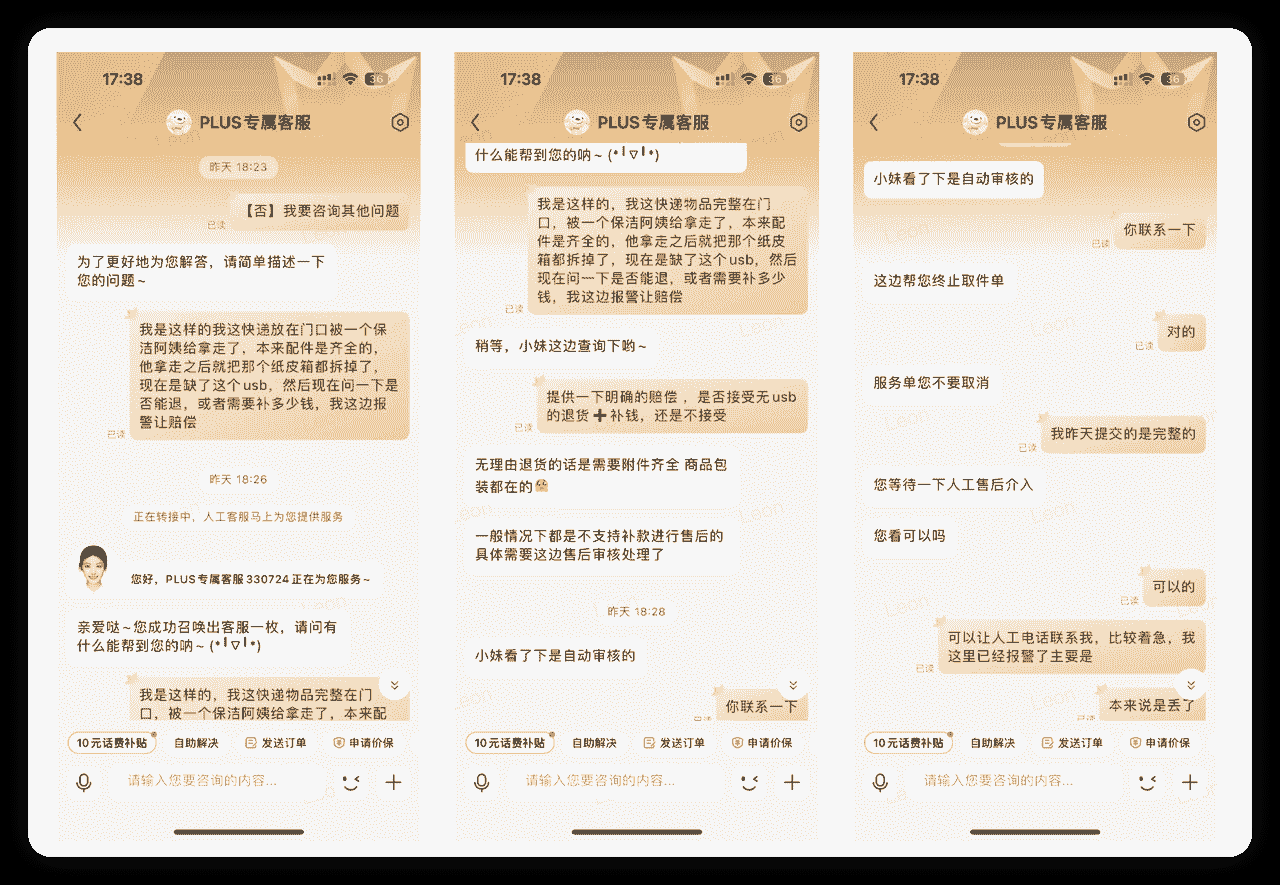 17:38
36
PLUS专属客服
昨天 18:23
【否】我要咨询其他问题
已读
为了更好地为您解答，请简单描述一下
您的问题~
我是这样的我这快递放在门口被一个保
洁阿姨给拿走了，本来配件是齐全的，
他拿走之后就把那个纸皮箱都拆掉了，
现在是缺了这个usb，然后现在问一下是
否能退，或者需要补多少钱，我这边报
警让赔偿
已读
昨天 18:26
正在转接中，人工客服马上为您提供服务
您好，PLUS专属客服330724正在为您服务~
亲爱哒~您成功召唤出客服一枚，请问有
什么能帮到您的呐~ (*╹▽╹*)
我是这样的，我这快递物品完整在门
口，被一个保洁阿姨给拿走了，本来配
10元话费补贴
自助解决
发送订单
申请价保
请输入您要咨询的内容...
17:38
36
PLUS专属客服
什么能帮到您的呐~ (*╹▽╹*)
我是这样的，我这快递物品完整在门
口，被一个保洁阿姨给拿走了，本来配
件是齐全的，他拿走之后就把那个纸皮
箱都拆掉了，现在是缺了这个usb，然后
现在问一下是否能退，或者需要补多少
钱，我这边报警让赔偿
已读
稍等，小妹这边查询下哟~
提供一下明确的赔偿 ，是否接受无usb
的退货➕补钱，还是不接受
已读
无理由退货的话是需要附件齐全 商品包
装都在的
一般情况下都是不支持补款进行售后的
具体需要这边售后审核处理了
昨天 18:28
小妹看了下是自动审核的
你联系一下
已读
10元话费补贴
自助解决
发送订单
申请价保
请输入您要咨询的内容...
17:38
36
PLUS专属客服
小妹看了下是自动审核的
你联系一下
已读
这边帮您终止取件单
对的
已读
服务单您不要取消
我昨天提交的是完整的
已读
您等待一下人工售后介入
您看可以吗
可以的
已读
可以让人工电话联系我，比较着急，我
这里已经报警了主要是
已读
本来说是丢了
已读
10元话费补贴
自助解决
发送订单
申请价保
请输入您要咨询的内容...
Leon